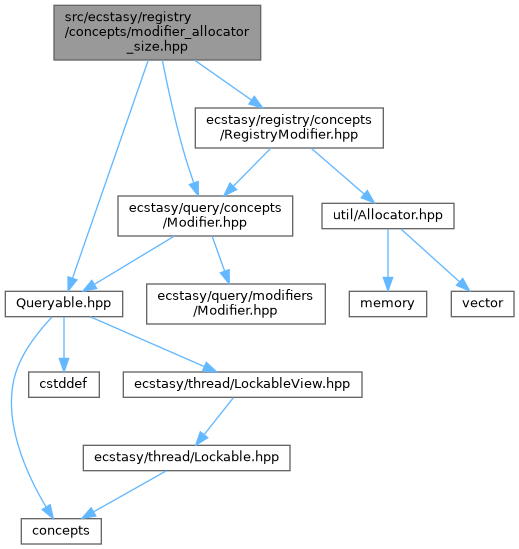 src/ecstasy/registry
/concepts/modifier_allocator
_size.hpp
ecstasy/registry/concepts
/RegistryModifier.hpp
ecstasy/query/concepts
/Modifier.hpp
util/Allocator.hpp
Queryable.hpp
ecstasy/query/modifiers
/Modifier.hpp
memory
vector
cstddef
ecstasy/thread/LockableView.hpp
ecstasy/thread/Lockable.hpp
concepts